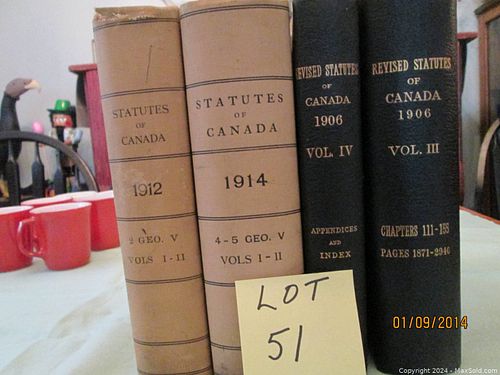 STATUTES
OF
CANADA
1912
2 GEO. V
VOLS I-II
STATUTES
OF
CANADA
1914
4-5 GEO. V
VOLS I-II
REVISED STATUTES
OF
CANADA
1906
VOL. IV
APPENDICES
AND
INDEX
REVISED STATUTES
OF
CANADA
1906
VOL. III
CHAPTERS 111-155
PAGES 1871-2940
LOT
51
01/09/2014
Copyright 2024 - MaxSold.com